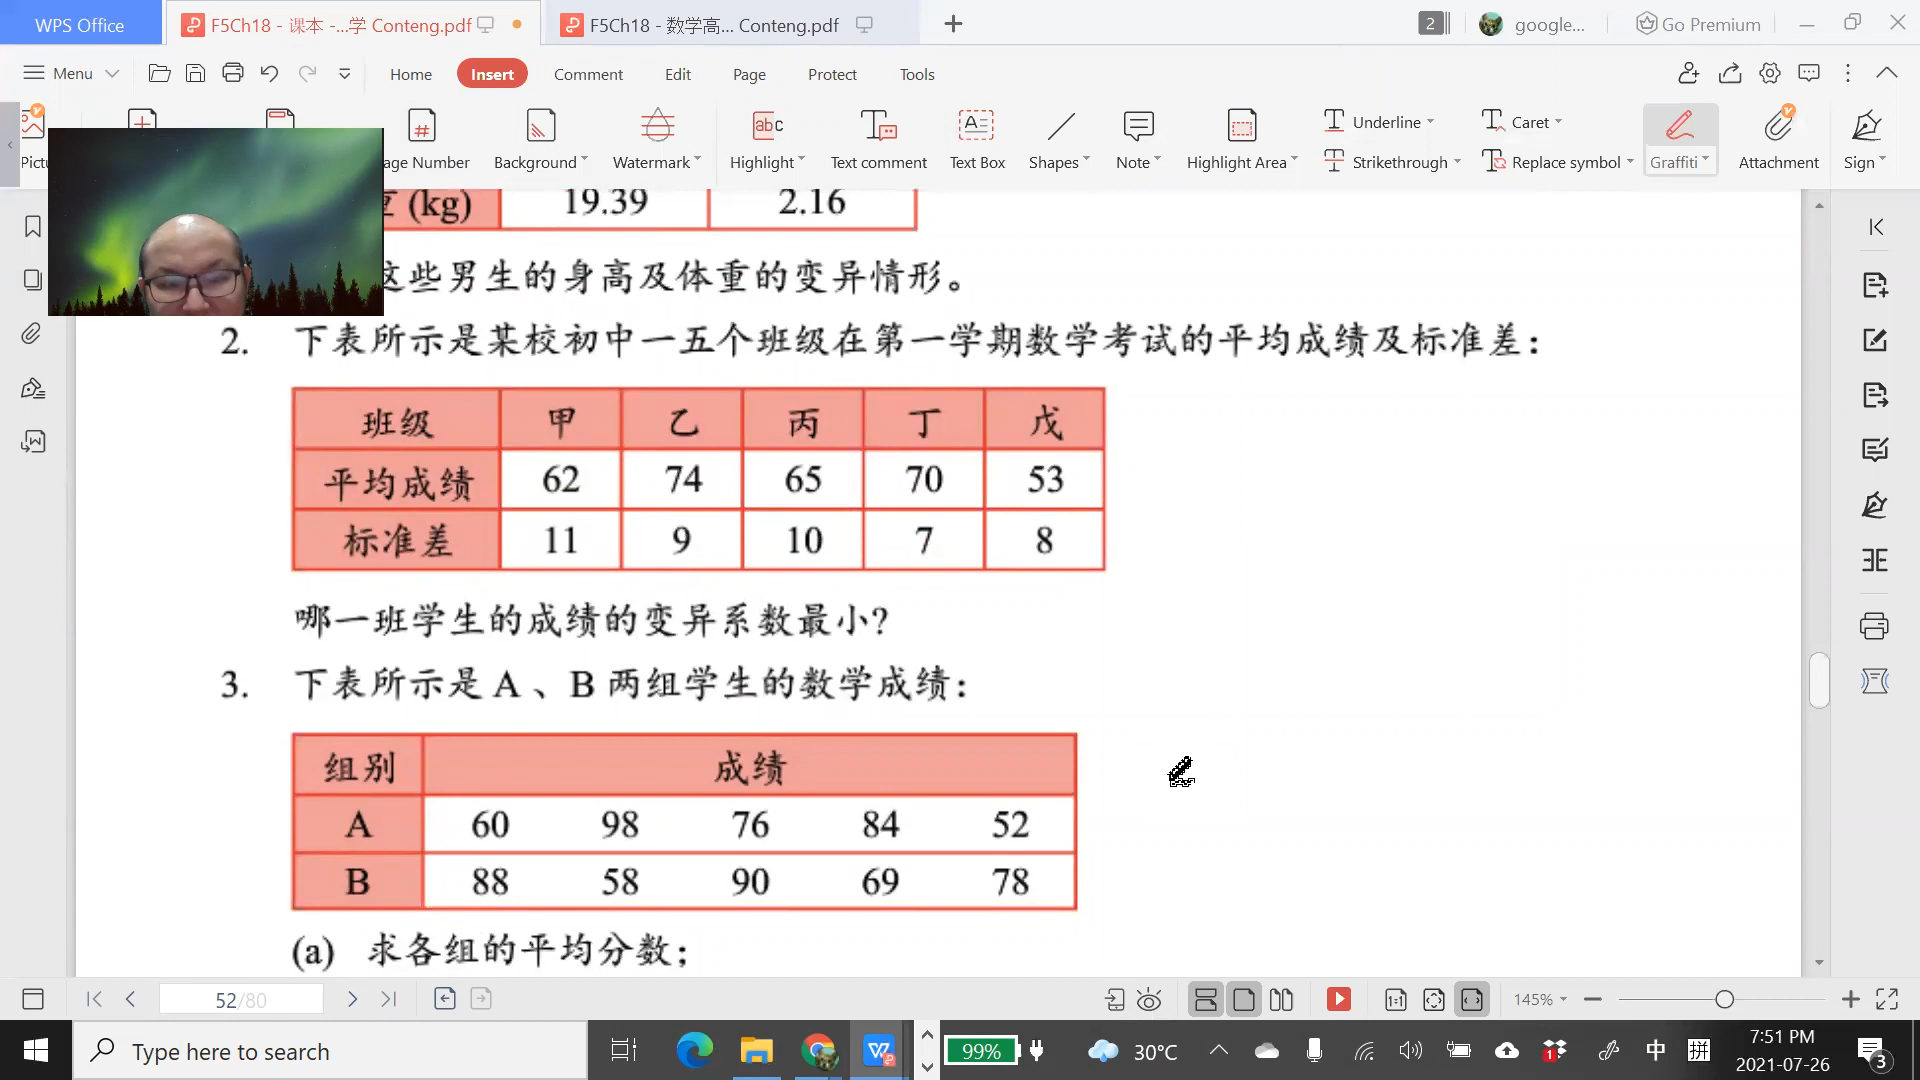 WPS Office
F5Ch18 - 课本 -...学 Conteng.pdf
F5Ch18 - 数学高... Conteng.pdf
2
google...
Go Premium
Menu
Home
Insert
Comment
Edit
Page
Protect
Tools
Pictu
age Number
Background
Watermark
Highlight
Text comment
Text Box
Shapes
Note
Highlight Area
Underline
Strikethrough
Caret
Replace symbol
Graffiti
Attachment
Sign
重 (kg) 19.39 2.16
这些男生的身高及体重的变异情形。
2. 下表所示是某校初中一五个班级在第一学期数学考试的平均成绩及标准差：
班级 甲 乙 丙 丁 戊
平均成绩 62 74 65 70 53
标准差 11 9 10 7 8
哪一班学生的成绩的变异系数最小?
3. 下表所示是 A 、B 两组学生的数学成绩：
组别 成绩
A 60 98 76 84 52
B 88 58 90 69 78
(a) 求各组的平均分数；
52/80
145%
Type here to search
99%
30°C
中
拼
7:51 PM
2021-07-26
3